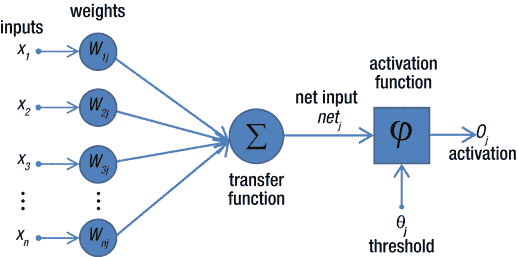 inputs
weights
x1
W1j
x2
W2j
x3
W3j
⋮
⋮
xn
Wnj
Σ
transfer
function
net input
netj
activation
function
φ
θj
threshold
Oj
activation